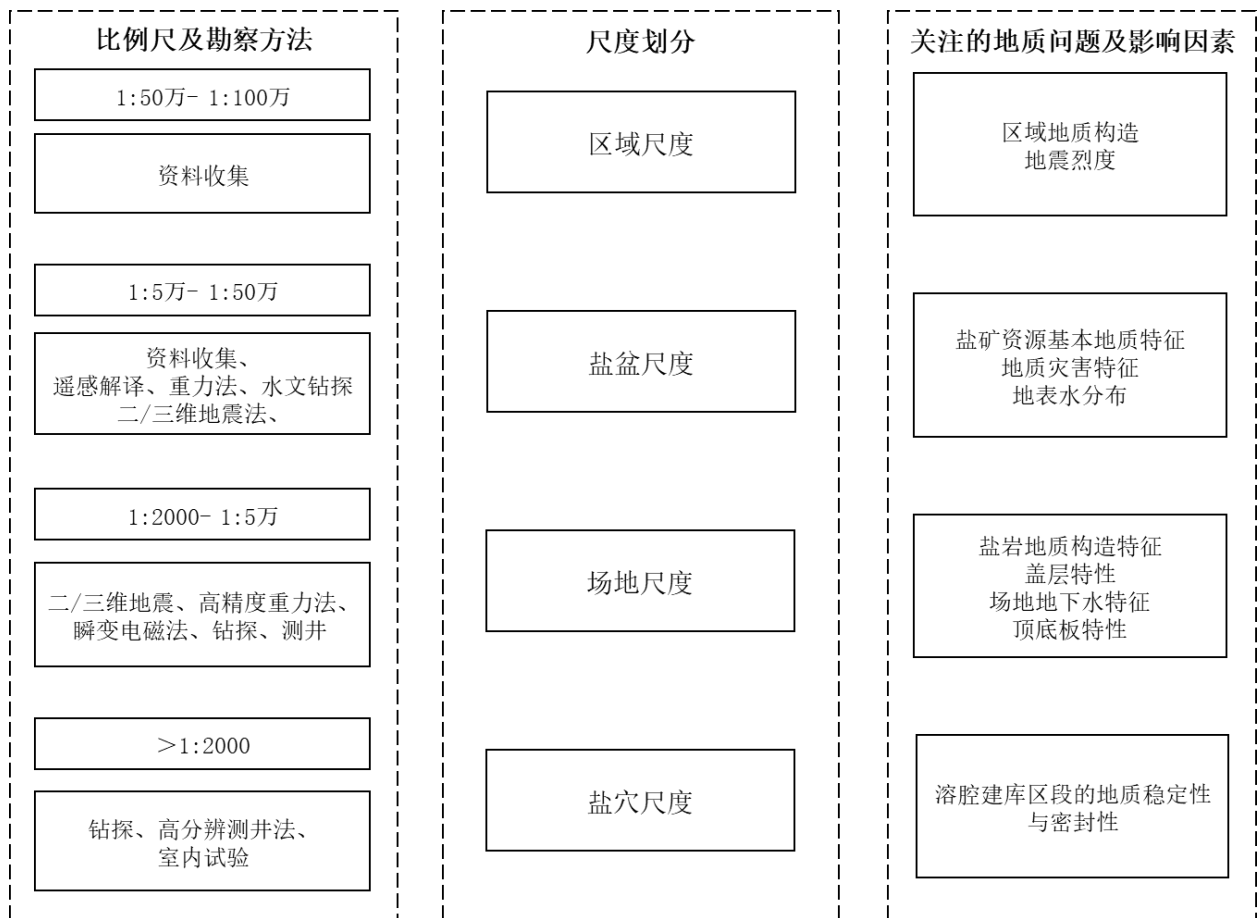 比例尺及勘察方法
1:50万- 1:100万
资料收集
1:5万- 1:50万
资料收集、
遥感解译、重力法、水文钻探
二/三维地震法、
1:2000- 1:5万
二/三维地震、高精度重力法、
瞬变电磁法、钻探、测井
>1:2000
钻探、高分辨测井法、
室内试验
尺度划分
区域尺度
盐盆尺度
场地尺度
盐穴尺度
关注的地质问题及影响因素
区域地质构造
地震烈度
盐矿资源基本地质特征
地质灾害特征
地表水分布
盐岩地质构造特征
盖层特性
场地地下水特征
顶底板特性
溶腔建库区段的地质稳定性
与密封性